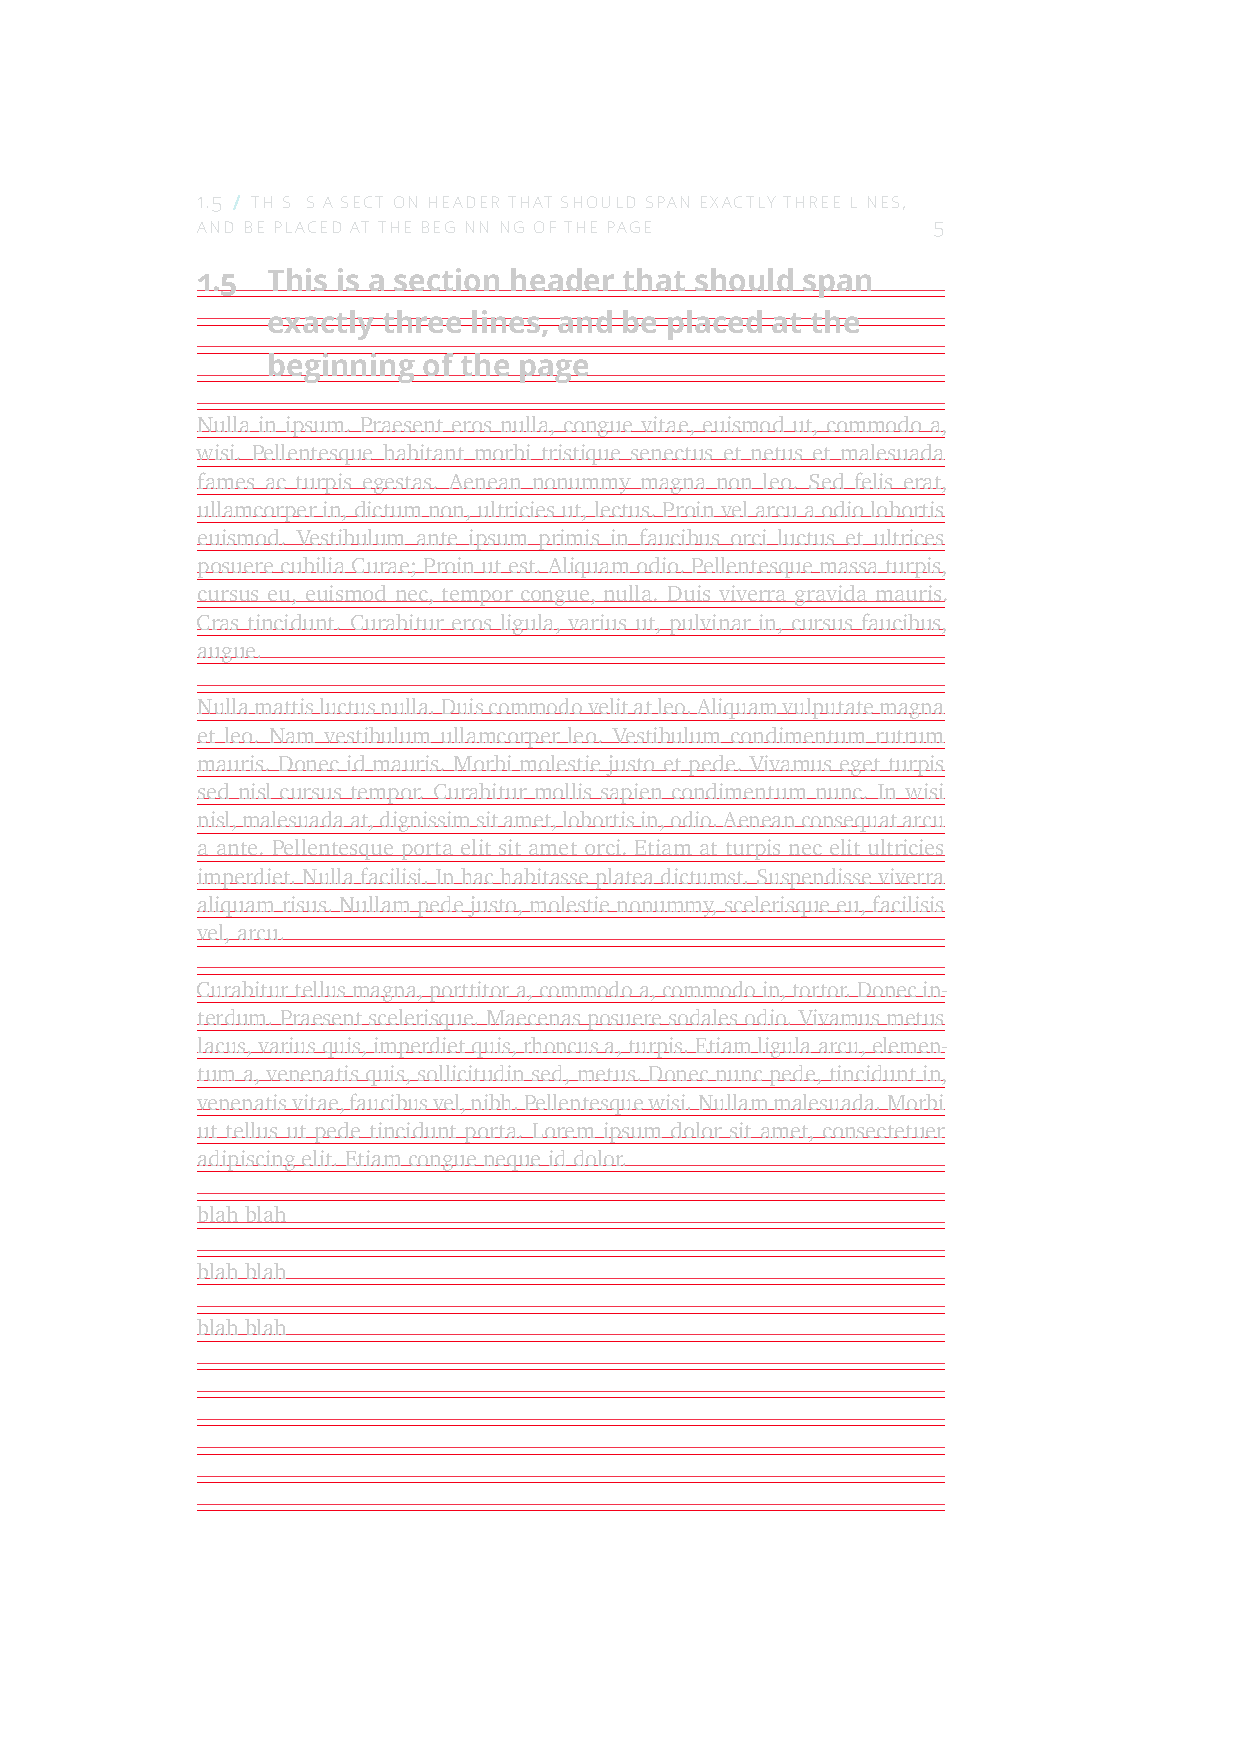 1.5 / TH S  S A SECT ON HEADER THAT SHOULD SPAN EXACTLY THREE L NES,
AND BE PLACED AT THE BEG NN NG OF THE PAGE 5
1.5 This is a section header that should span
exactly three lines, and be placed at the
beginning of the page
Nulla in ipsum. Praesent eros nulla, congue vitae, euismod ut, commodo a,
wisi. Pellentesque habitant morbi tristique senectus et netus et malesuada
fames ac turpis egestas. Aenean nonummy magna non leo. Sed felis erat,
ullamcorper in, dictum non, ultricies ut, lectus. Proin vel arcu a odio lobortis
euismod. Vestibulum ante ipsum primis in faucibus orci luctus et ultrices
posuere cubilia Curae; Proin ut est. Aliquam odio. Pellentesque massa turpis,
cursus eu, euismod nec, tempor congue, nulla. Duis viverra gravida mauris.
Cras tincidunt. Curabitur eros ligula, varius ut, pulvinar in, cursus faucibus,
augue.
Nulla mattis luctus nulla. Duis commodo velit at leo. Aliquam vulputate magna
et leo. Nam vestibulum ullamcorper leo. Vestibulum condimentum rutrum
mauris. Donec id mauris. Morbi molestie justo et pede. Vivamus eget turpis
sed nisl cursus tempor. Curabitur mollis sapien condimentum nunc. In wisi
nisl, malesuada at, dignissim sit amet, lobortis in, odio. Aenean consequat arcu
a ante. Pellentesque porta elit sit amet orci. Etiam at turpis nec elit ultricies
imperdiet. Nulla facilisi. In hac habitasse platea dictumst. Suspendisse viverra
aliquam risus. Nullam pede justo, molestie nonummy, scelerisque eu, facilisis
vel, arcu.
Curabitur tellus magna, porttitor a, commodo a, commodo in, tortor. Donec in-
terdum. Praesent scelerisque. Maecenas posuere sodales odio. Vivamus metus
lacus, varius quis, imperdiet quis, rhoncus a, turpis. Etiam ligula arcu, elemen-
tum a, venenatis quis, sollicitudin sed, metus. Donec nunc pede, tincidunt in,
venenatis vitae, faucibus vel, nibh. Pellentesque wisi. Nullam malesuada. Morbi
ut tellus ut pede tincidunt porta. Lorem ipsum dolor sit amet, consectetuer
adipiscing elit. Etiam congue neque id dolor.
blah blah
blah blah
blah blah